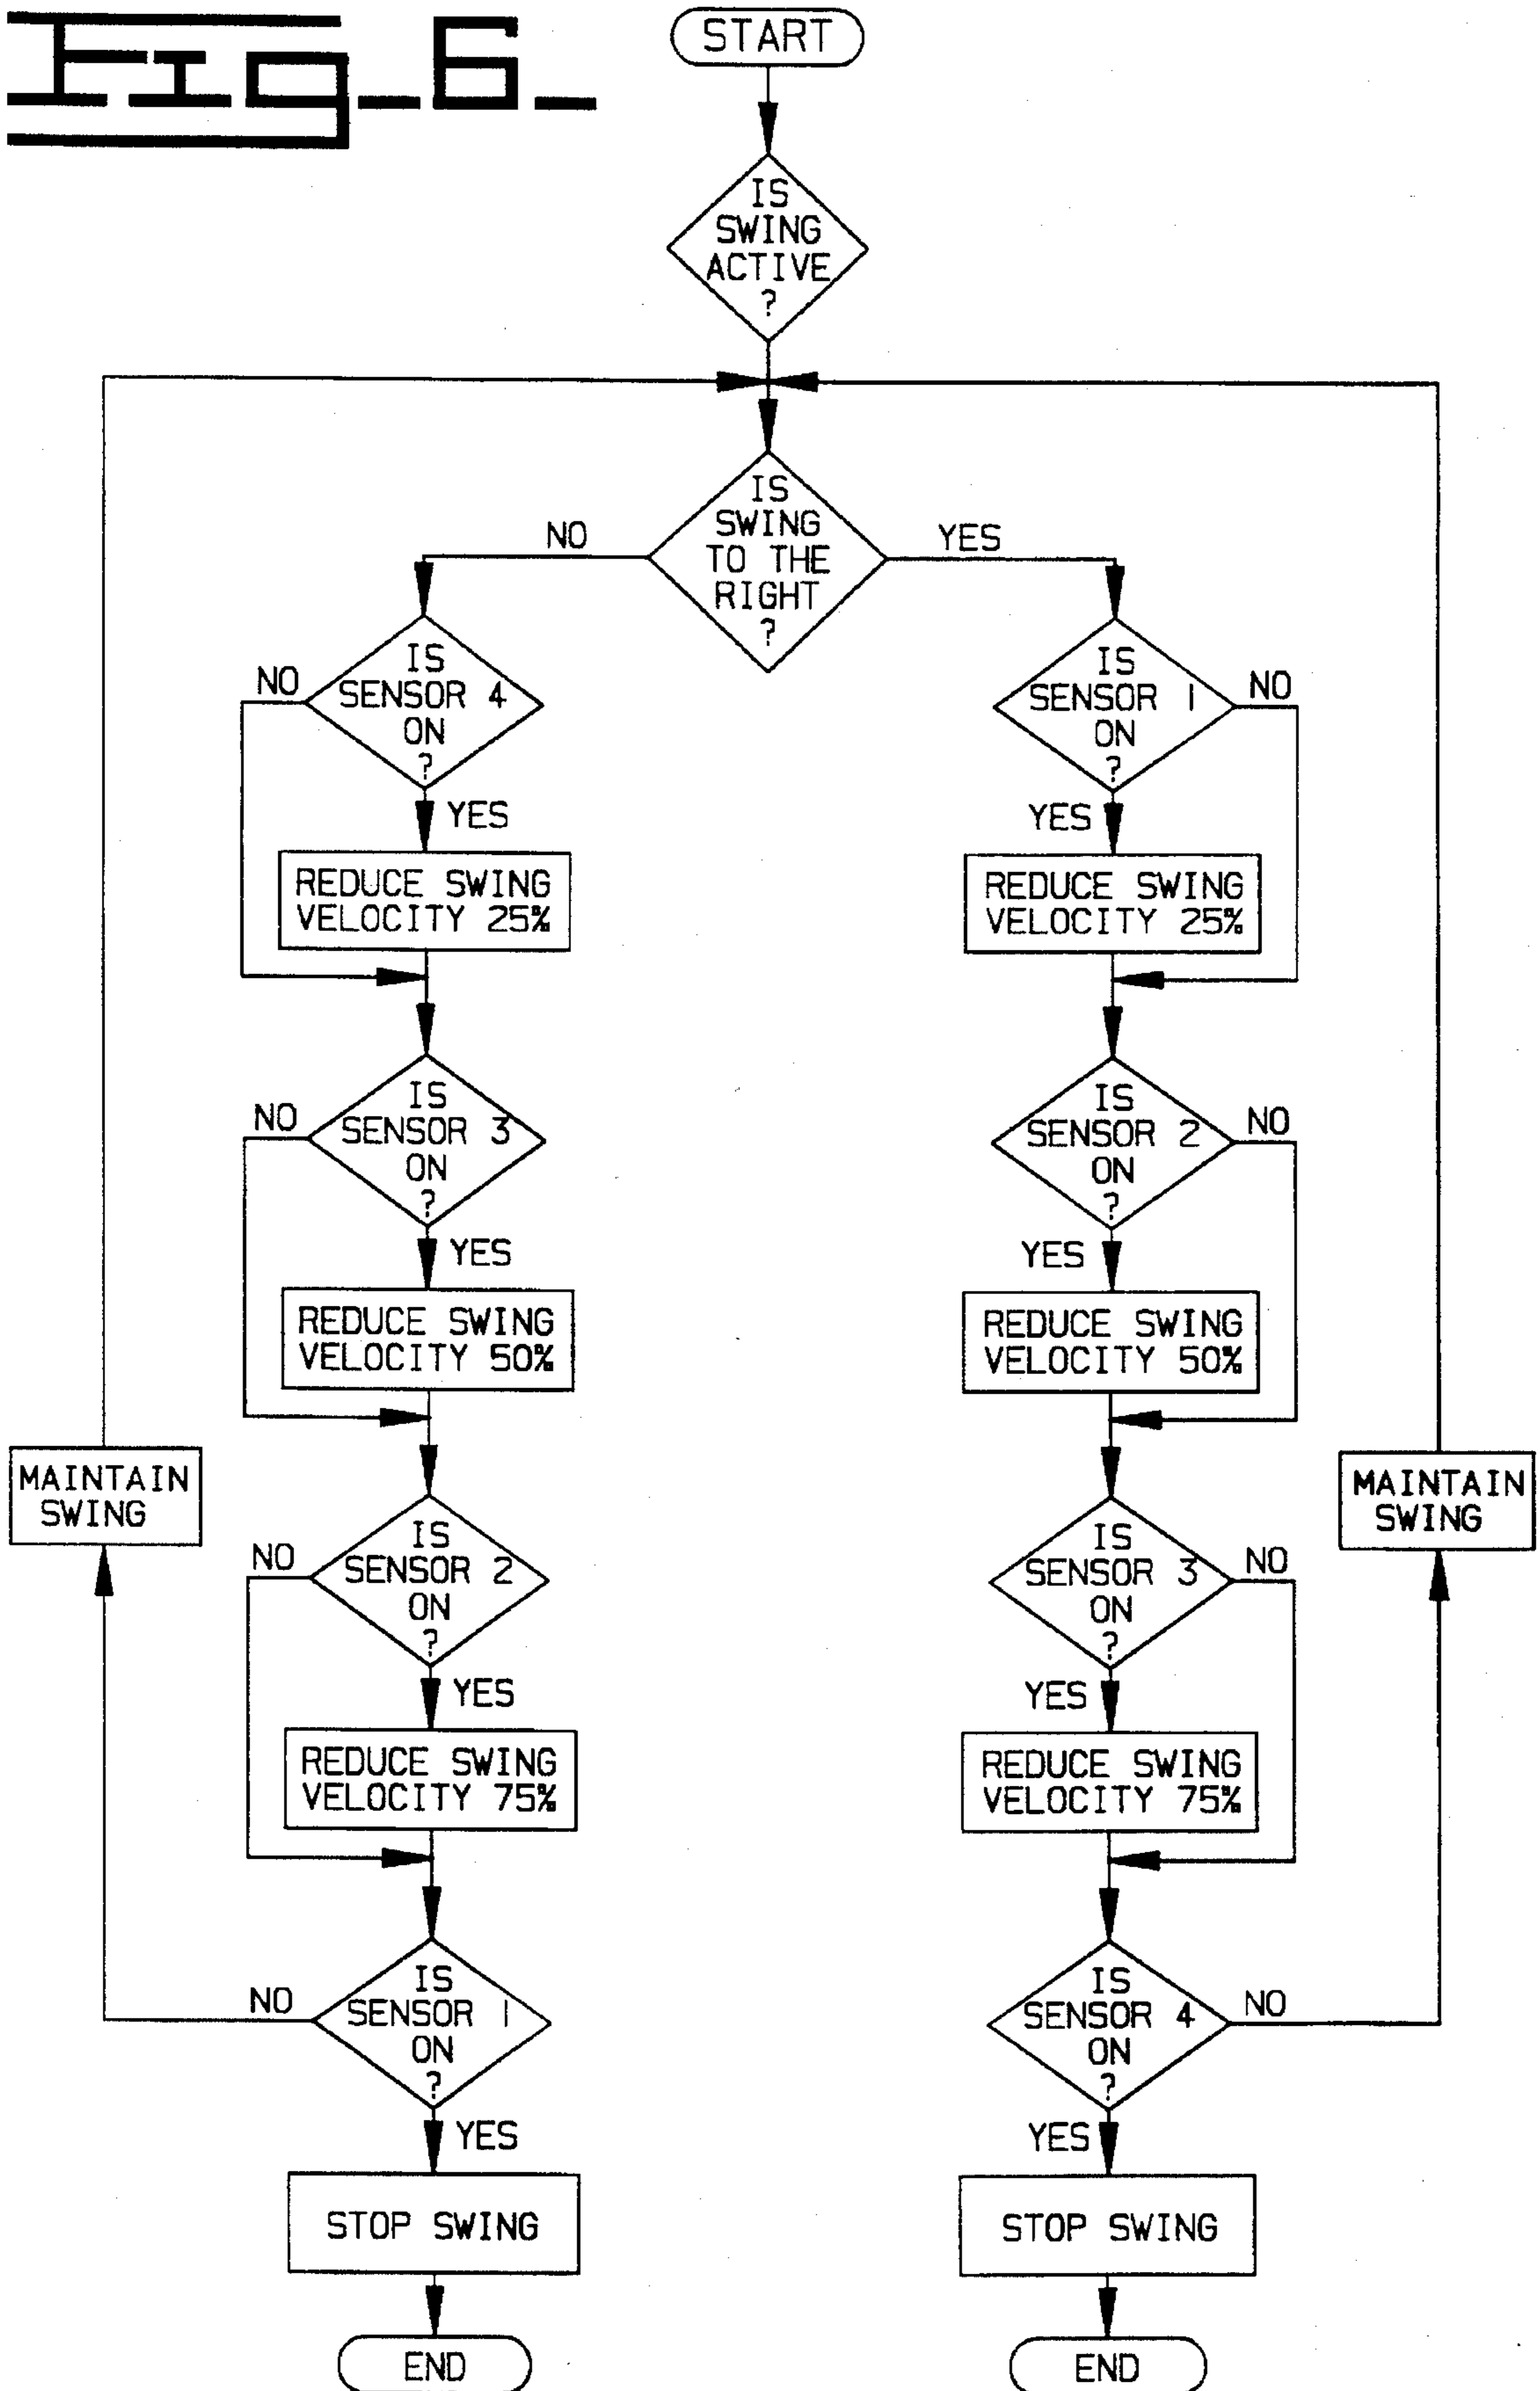 Fig_6_
START
IS
SWING
ACTIVE
?
IS
SWING
TO THE
RIGHT
?
NO
YES
IS
SENSOR 4
ON
?
NO
YES
REDUCE SWING
VELOCITY 25%
IS
SENSOR 3
ON
?
NO
YES
REDUCE SWING
VELOCITY 50%
IS
SENSOR 2
ON
?
NO
YES
REDUCE SWING
VELOCITY 75%
IS
SENSOR 1
ON
?
NO
MAINTAIN
SWING
YES
STOP SWING
END
IS
SENSOR 1
ON
?
NO
YES
REDUCE SWING
VELOCITY 25%
IS
SENSOR 2
ON
?
NO
YES
REDUCE SWING
VELOCITY 50%
IS
SENSOR 3
ON
?
NO
YES
REDUCE SWING
VELOCITY 75%
IS
SENSOR 4
ON
?
NO
MAINTAIN
SWING
YES
STOP SWING
END